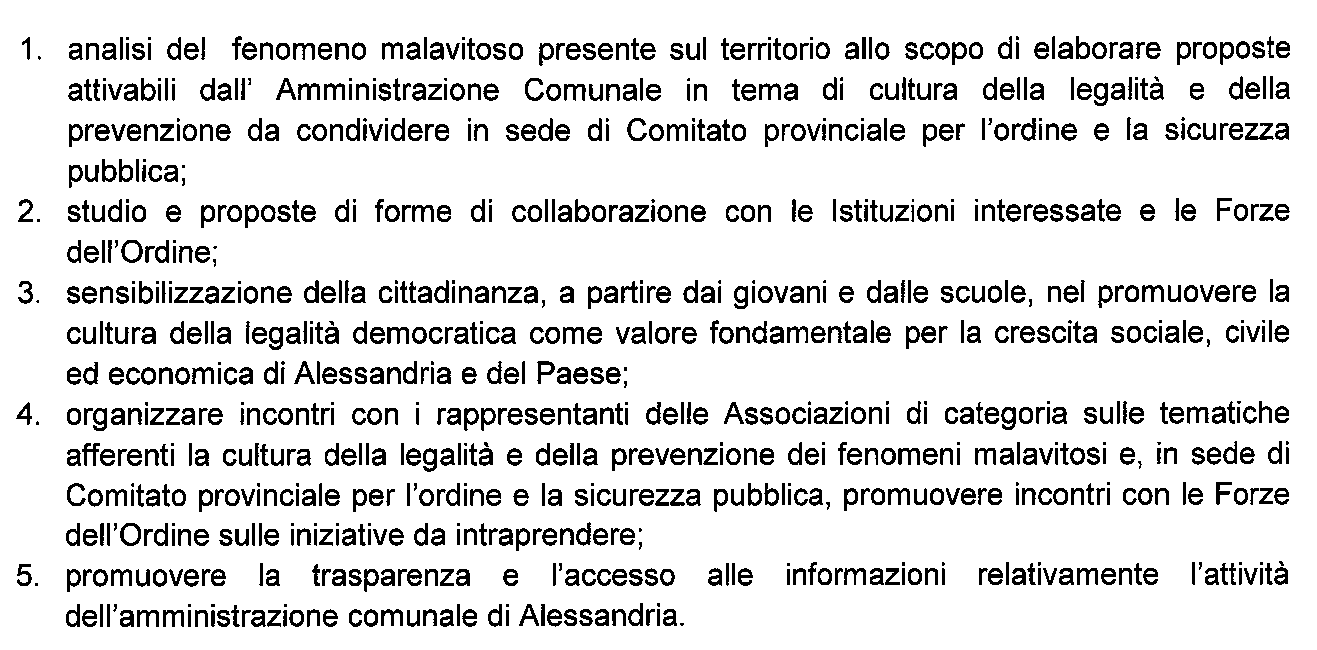 1. analisi del fenomeno malavitoso presente sul territorio allo scopo di elaborare proposte
attivabili dall' Amministrazione Comunale in tema di cultura della legalità e della
prevenzione da condividere in sede di Comitato provinciale per l'ordine e la sicurezza
pubblica;
2. studio e proposte di forme di collaborazione con le Istituzioni interessate e le Forze
dell'Ordine;
3. sensibilizzazione della cittadinanza, a partire dai giovani e dalle scuole, nel promuovere la
cultura della legalità democratica come valore fondamentale per la crescita sociale, civile
ed economica di Alessandria e del Paese;
4. organizzare incontri con i rappresentanti delle Associazioni di categoria sulle tematiche
afferenti la cultura della legalità e della prevenzione dei fenomeni malavitosi e, in sede di
Comitato provinciale per l'ordine e la sicurezza pubblica, promuovere incontri con le Forze
dell'Ordine sulle iniziative da intraprendere;
5. promuovere la trasparenza e l'accesso alle informazioni relativamente l'attività
dell'amministrazione comunale di Alessandria.